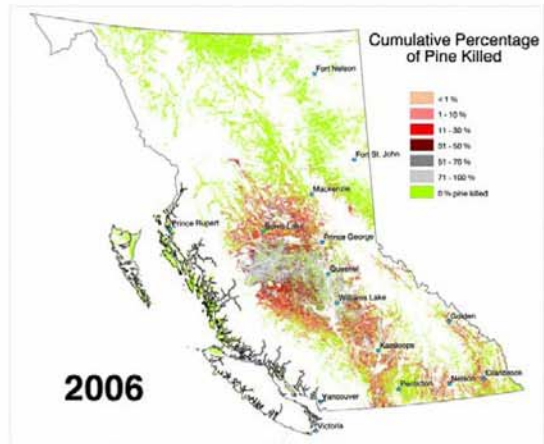 Cumulative Percentage
of Pine Killed
< 1 %
1 - 10 %
11 - 30 %
31 - 50 %
51 - 70 %
71 - 100 %
0 % pine killed
Fort Nelson
Fort St. John
Mackenzie
Prince Rupert
Burns Lake
Prince George
Quesnel
Williams Lake
Golden
Kamloops
Penticton
Nelson
Cranbrook
Vancouver
Victoria
2006